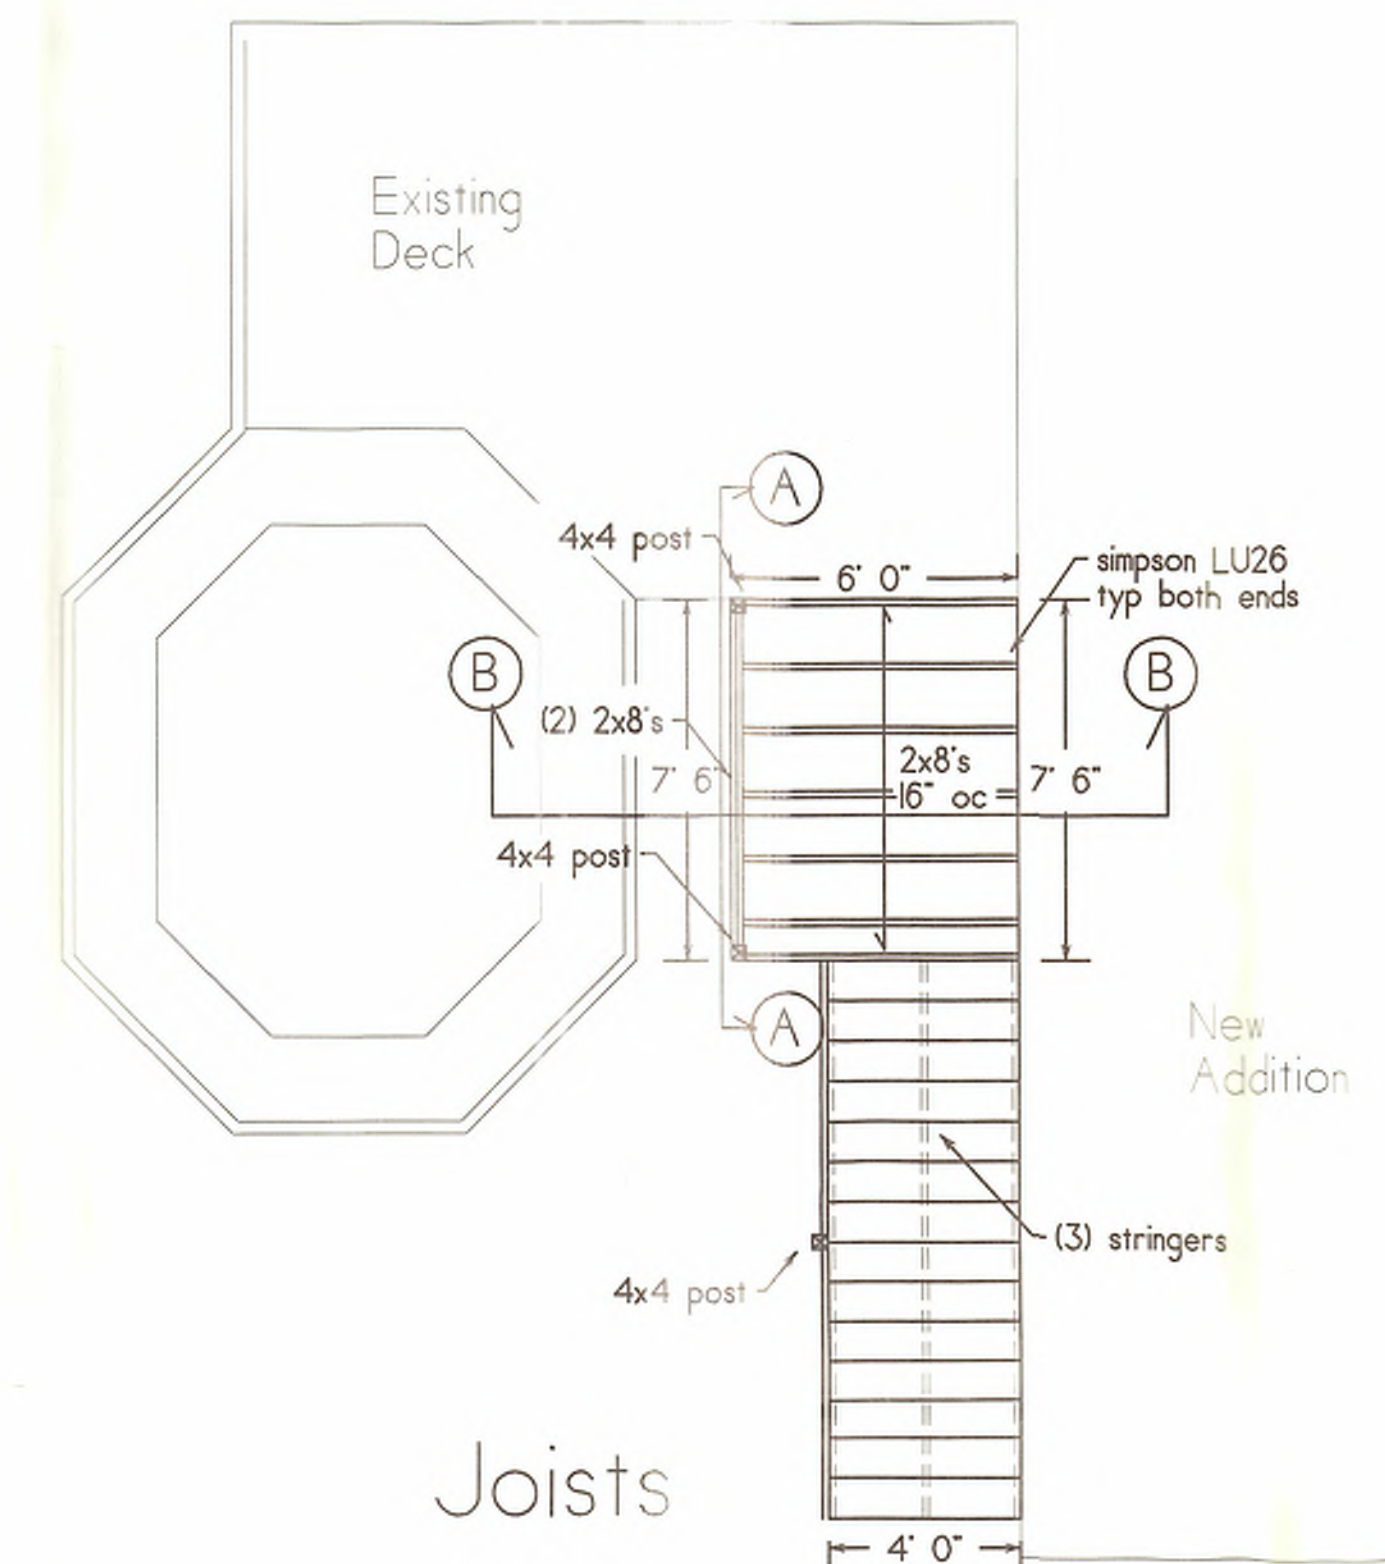 Existing
Deck
A
4x4 post
6' 0"
simpson LU26
typ both ends
B
B
(2) 2x8's
2x8's
16" oc
7' 6"
7' 6"
4x4 post
A
New
Addition
(3) stringers
4x4 post
Joists
4' 0"